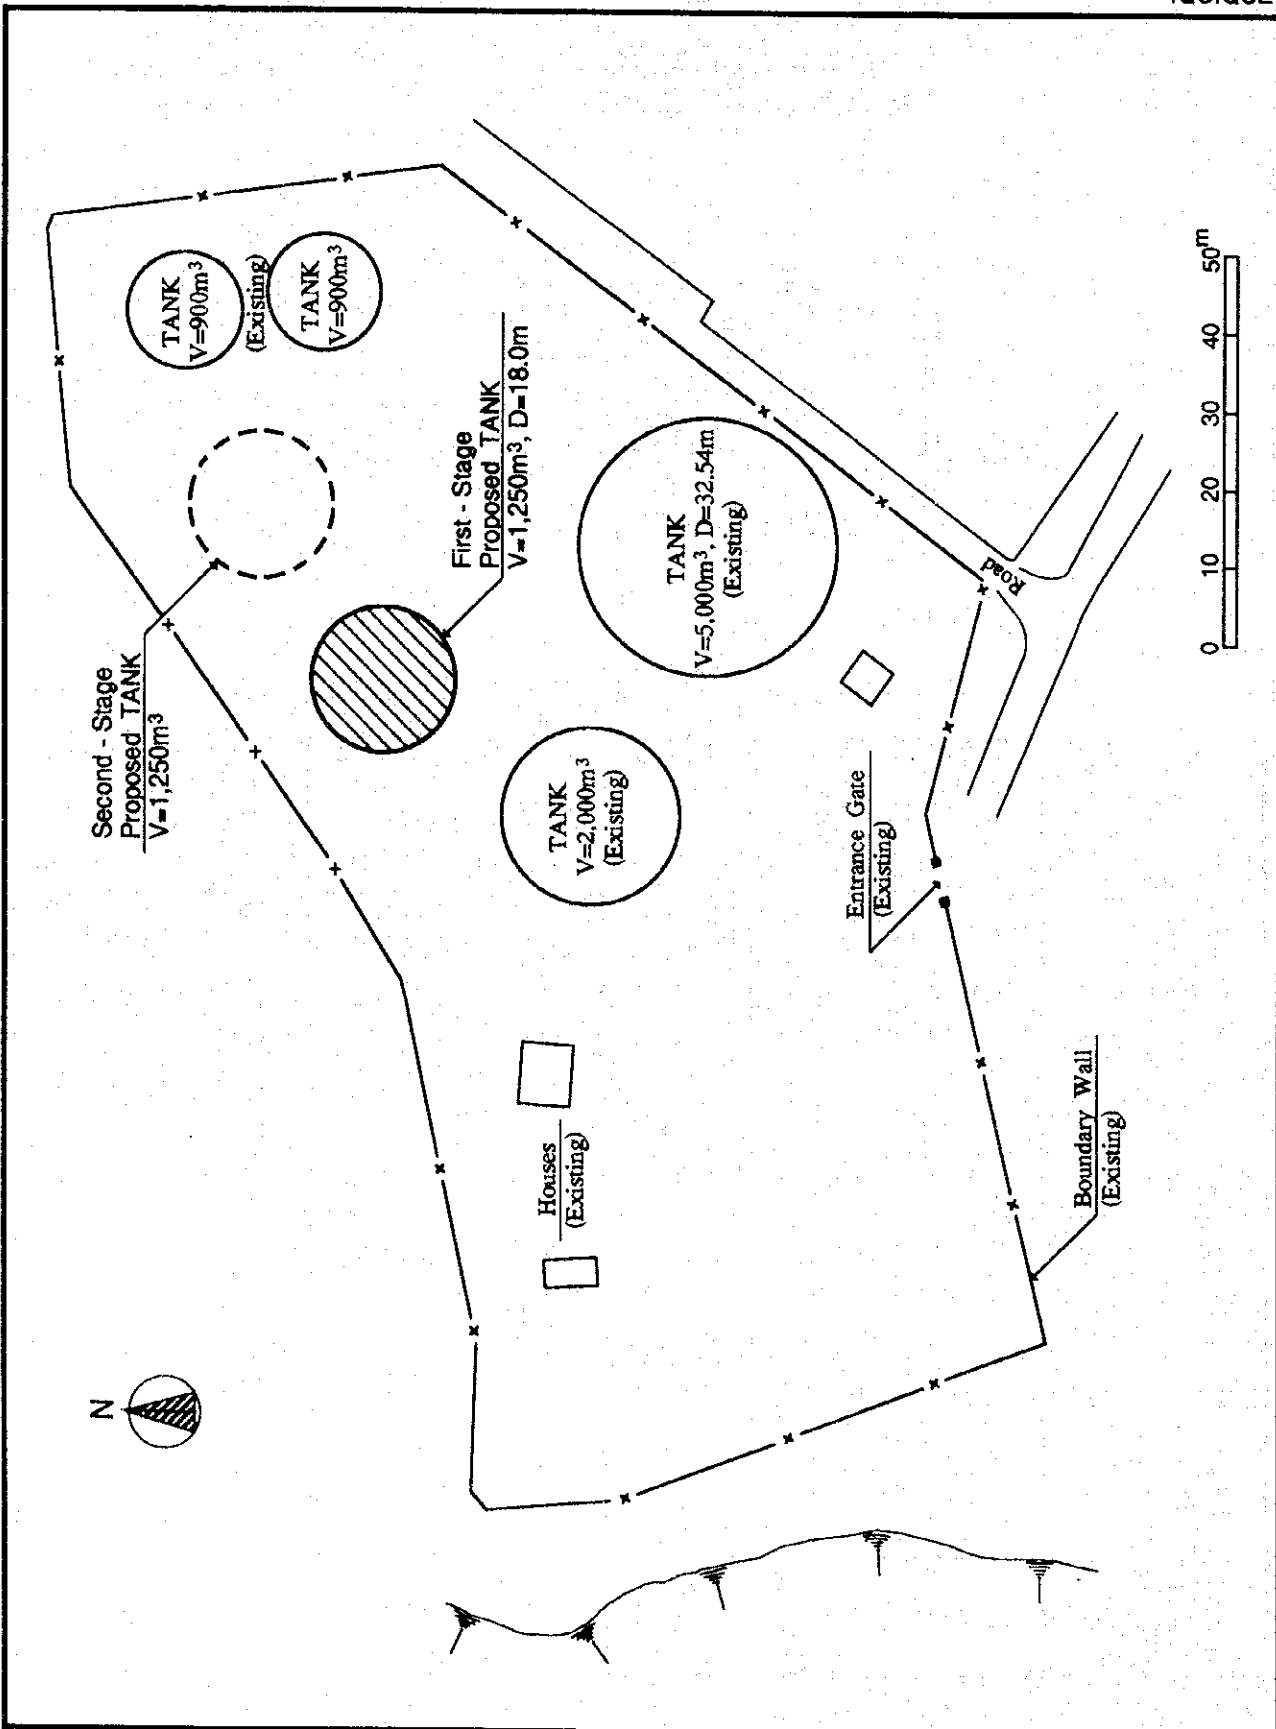 N
Second - Stage
Proposed TANK
V=1,250m³
TANK
V=900m³
(Existing)
TANK
V=900m³
First - Stage
Proposed TANK
V=1,250m³, D=18.0m
TANK
V=5,000m³, D=32.54m
(Existing)
TANK
V=2,000m³
(Existing)
Houses
(Existing)
Entrance Gate
(Existing)
Road
Boundary Wall
(Existing)
0 10 20 30 40 50m